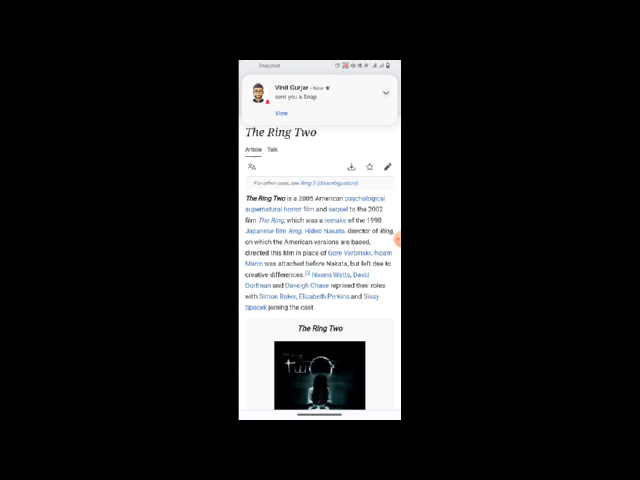 Snapchat
Vinit Gurjar • Now
sent you a Snap
View
The Ring Two
Article Talk
For other uses, see Ring 2 (disambiguation).
The Ring Two is a 2005 American psychological
supernatural horror film and sequel to the 2002
film The Ring, which was a remake of the 1998
Japanese film Ring. Hideo Nakata, director of Ring,
on which the American versions are based,
directed this film in place of Gore Verbinski. Noam
Murro was attached before Nakata, but left due to
creative differences. Naomi Watts, David
Dorfman and Daveigh Chase reprised their roles
with Simon Baker, Elizabeth Perkins and Sissy
Spacek joining the cast.
The Ring Two